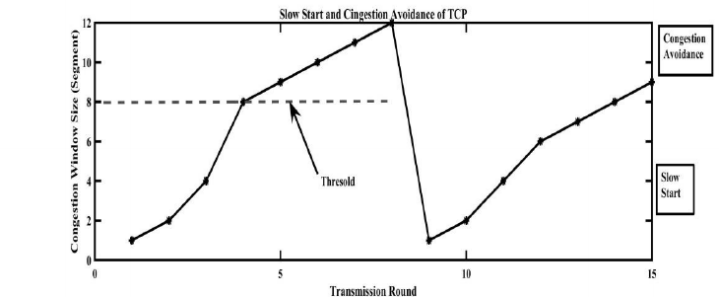 Slow Start and Cingestion Avoidance of TCP
Congestion Window Size (Segment)
12
10
8
6
4
2
0
Thresold
Congestion
Avoidance
Slow
Start
0
5
10
15
Transmission Round